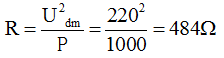 R = U²dm / P = 220² / 1000 = 484Ω